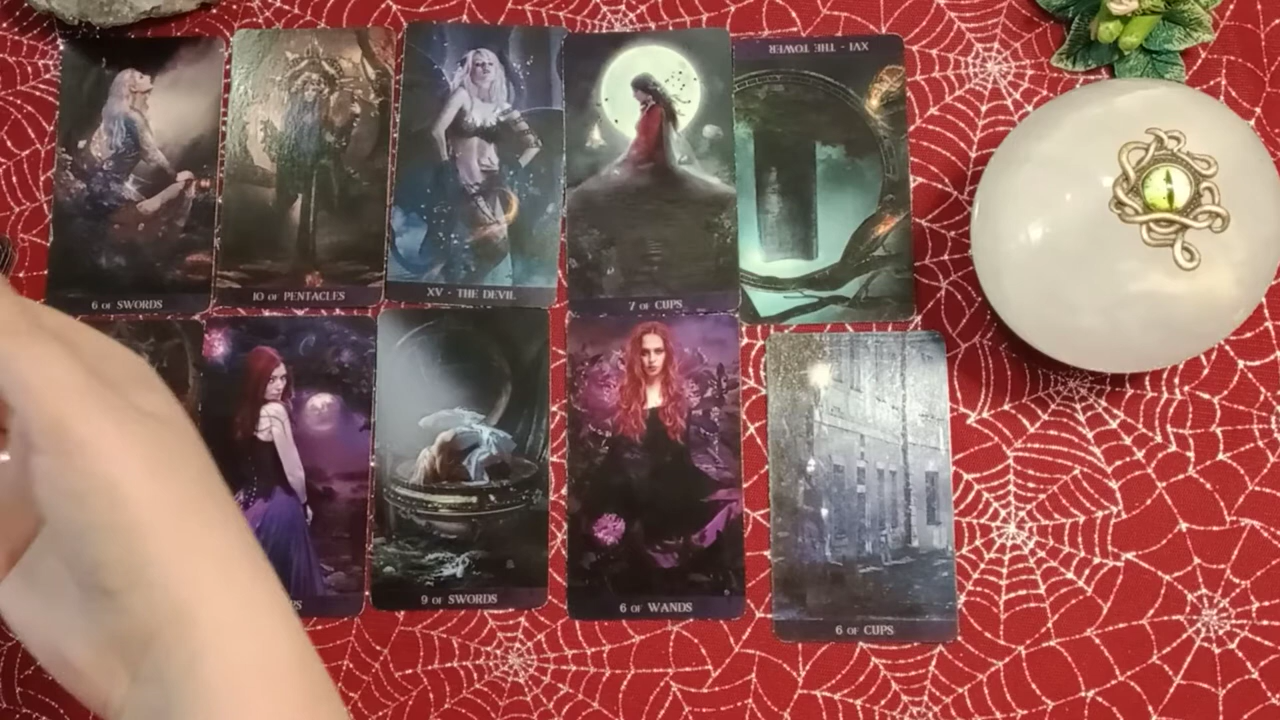 6 OF SWORDS
10 OF PENTACLES
XV - THE DEVIL
7 OF CUPS
XVI - THE TOWER
9 OF SWORDS
6 OF WANDS
6 OF CUPS